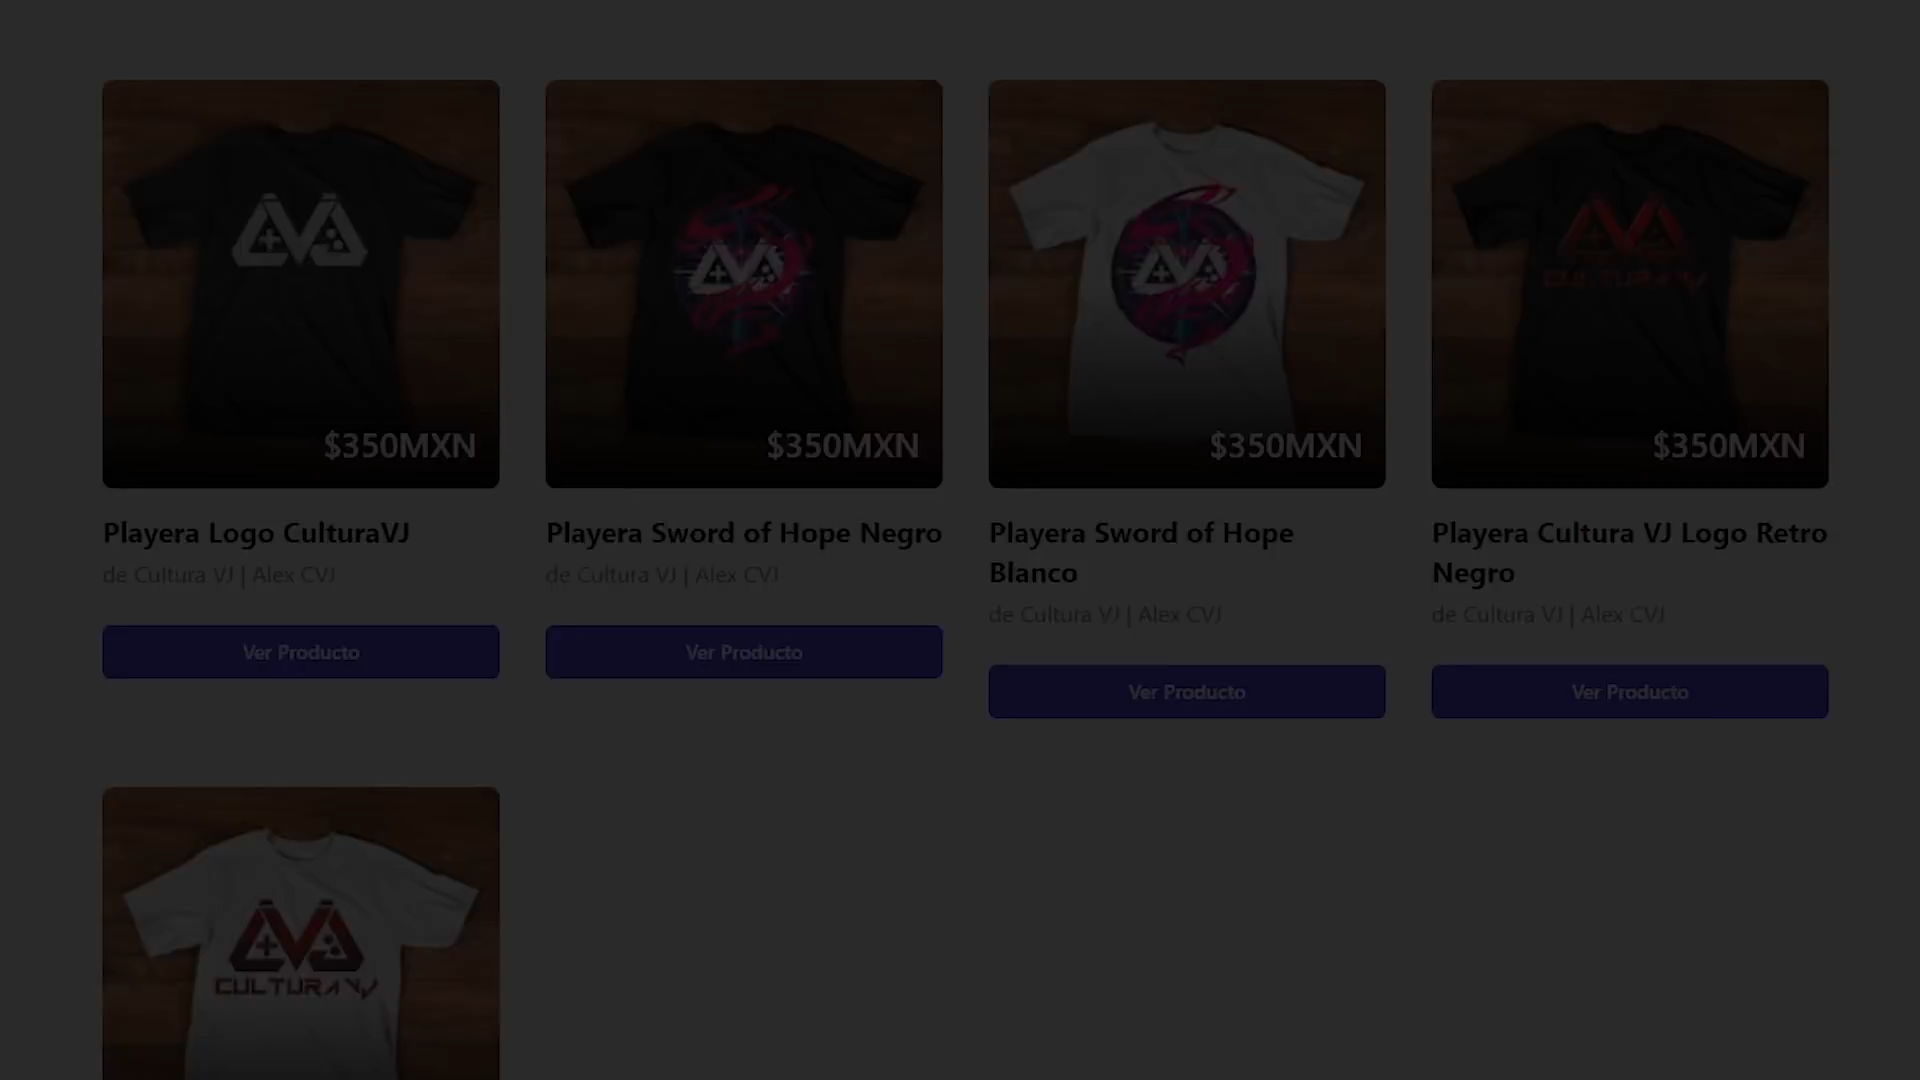 $350MXN
$350MXN
$350MXN
CULTURA VJ
$350MXN
Playera Logo CulturaVJ
de Cultura VJ | Alex CVJ
Ver Producto
Playera Sword of Hope Negro
de Cultura VJ | Alex CVJ
Ver Producto
Playera Sword of Hope
Blanco
de Cultura VJ | Alex CVJ
Ver Producto
Playera Cultura VJ Logo Retro
Negro
de Cultura VJ | Alex CVJ
Ver Producto
CULTURA VJ